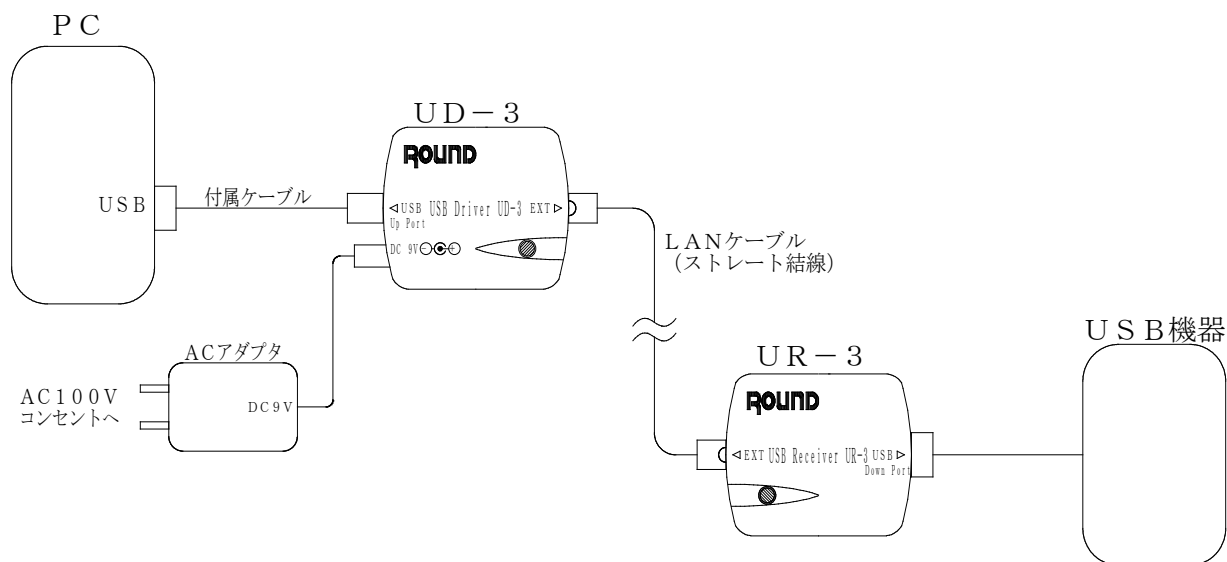 ＰＣ
ＵＳＢ
付属ケーブル
ＵＤ－３
ROUND
◁USB USB Driver UD-3 EXT▷
Up Port
DC 9V - +
ＬＡＮケーブル
（ストレート結線）
ＡＣアダプタ
ＡＣ１００Ｖ
コンセントへ
ＤＣ９Ｖ
ＵＲ－３
ROUND
◁EXT USB Receiver UR-3 USB▷
Down Port
ＵＳＢ機器